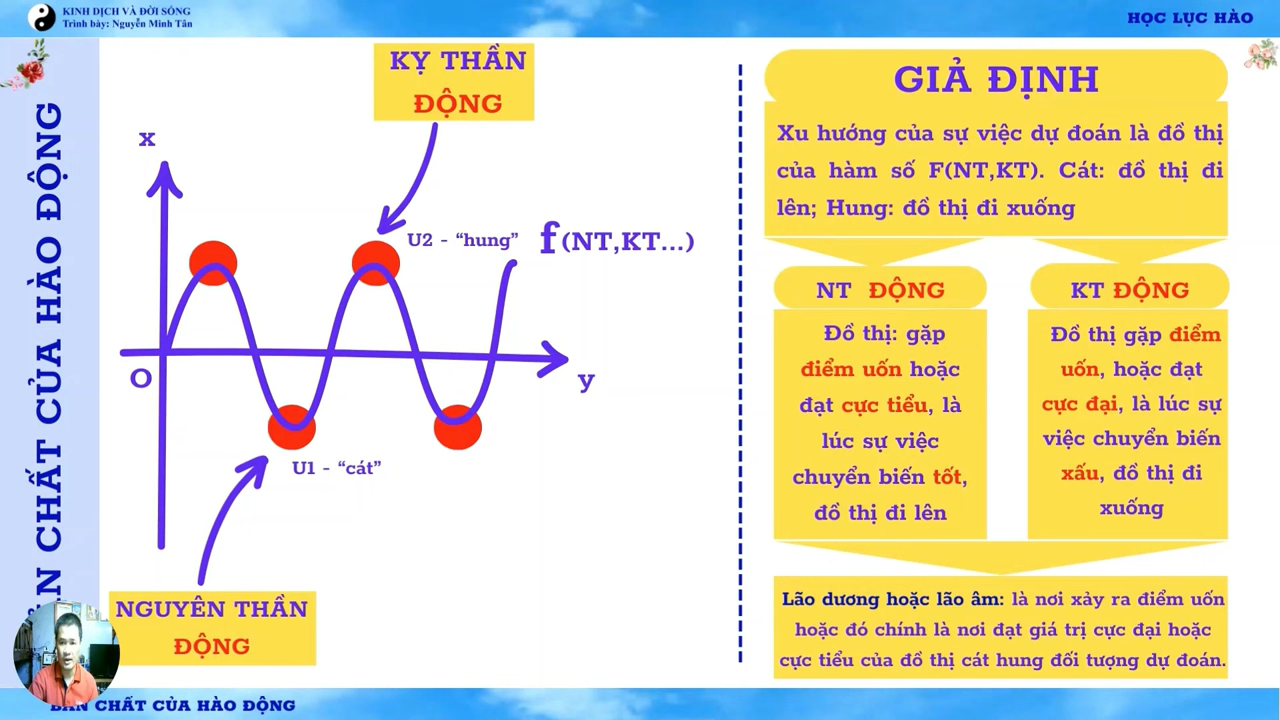 KINH DỊCH VÀ ĐỜI SỐNG
Trình bày: Nguyễn Minh Tân
HỌC LỤC HÀO
CHẤT CỦA HÀO ĐỘNG
KỴ THẦN
ĐỘNG
x
U2 - “hung”
f(NT,KT...)
O
y
U1 - “cát”
NGUYÊN THẦN
ĐỘNG
GIẢ ĐỊNH
Xu hướng của sự việc dự đoán là đồ thị
của hàm số F(NT,KT). Cát: đồ thị đi
lên; Hung: đồ thị đi xuống
NT ĐỘNG
Đồ thị: gặp
điểm uốn hoặc
đạt cực tiểu, là
lúc sự việc
chuyển biến tốt,
đồ thị đi lên
KT ĐỘNG
Đồ thị gặp điểm
uốn, hoặc đạt
cực đại, là lúc sự
việc chuyển biến
xấu, đồ thị đi
xuống
Lão dương hoặc lão âm: là nơi xảy ra điểm uốn
hoặc đó chính là nơi đạt giá trị cực đại hoặc
cực tiểu của đồ thị cát hung đối tượng dự đoán.
BẢN CHẤT CỦA HÀO ĐỘNG